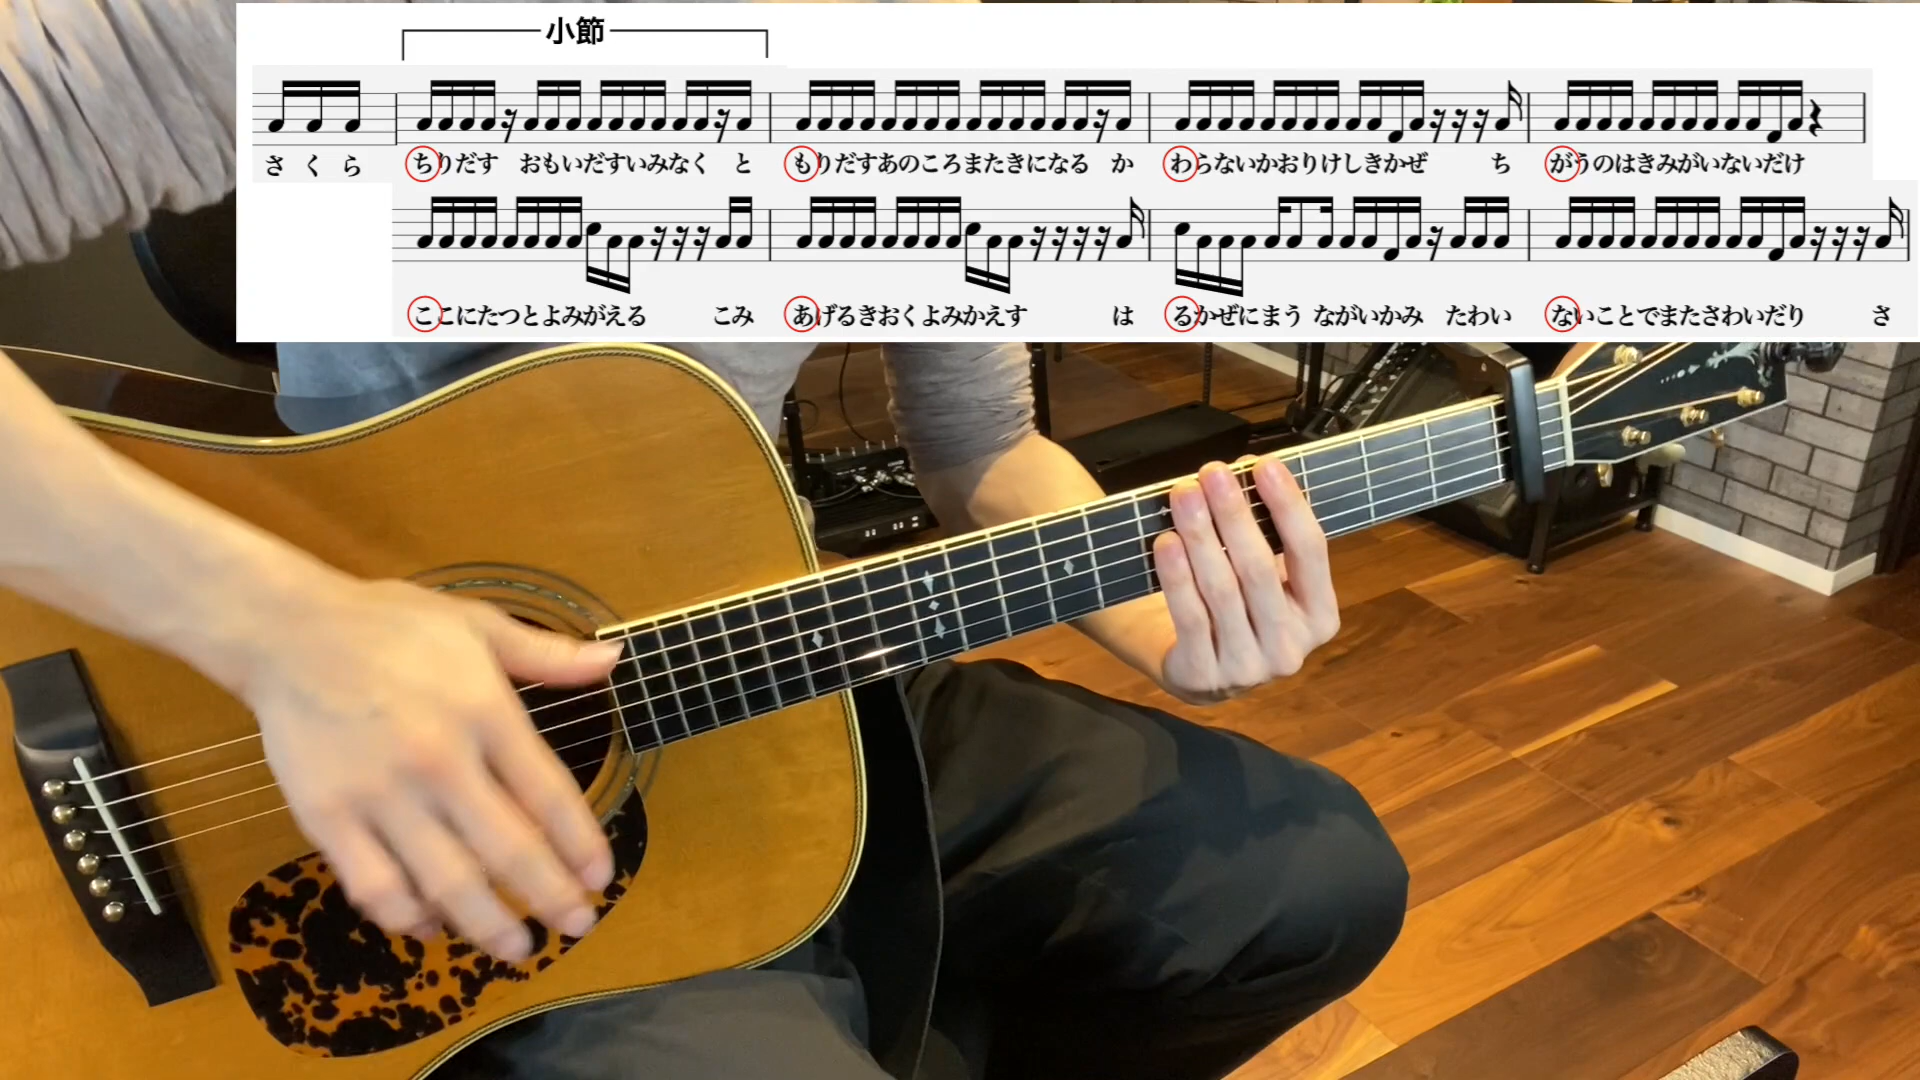 小節
さくら ちりだす おもいだすいみなく と もりだすあのころまたきになる か わらないかおりけしきかぜ ち がうのはきみがいないだけ
ここにたつとよみがえる こみ あげるきおくよみかえす は るかぜにまう ながいかみ たわい ないことでまたさわいだり さ